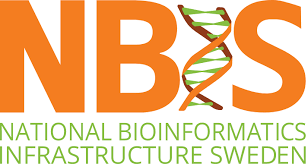 NBIS
NATIONAL BIOINFORMATICS
INFRASTRUCTURE SWEDEN